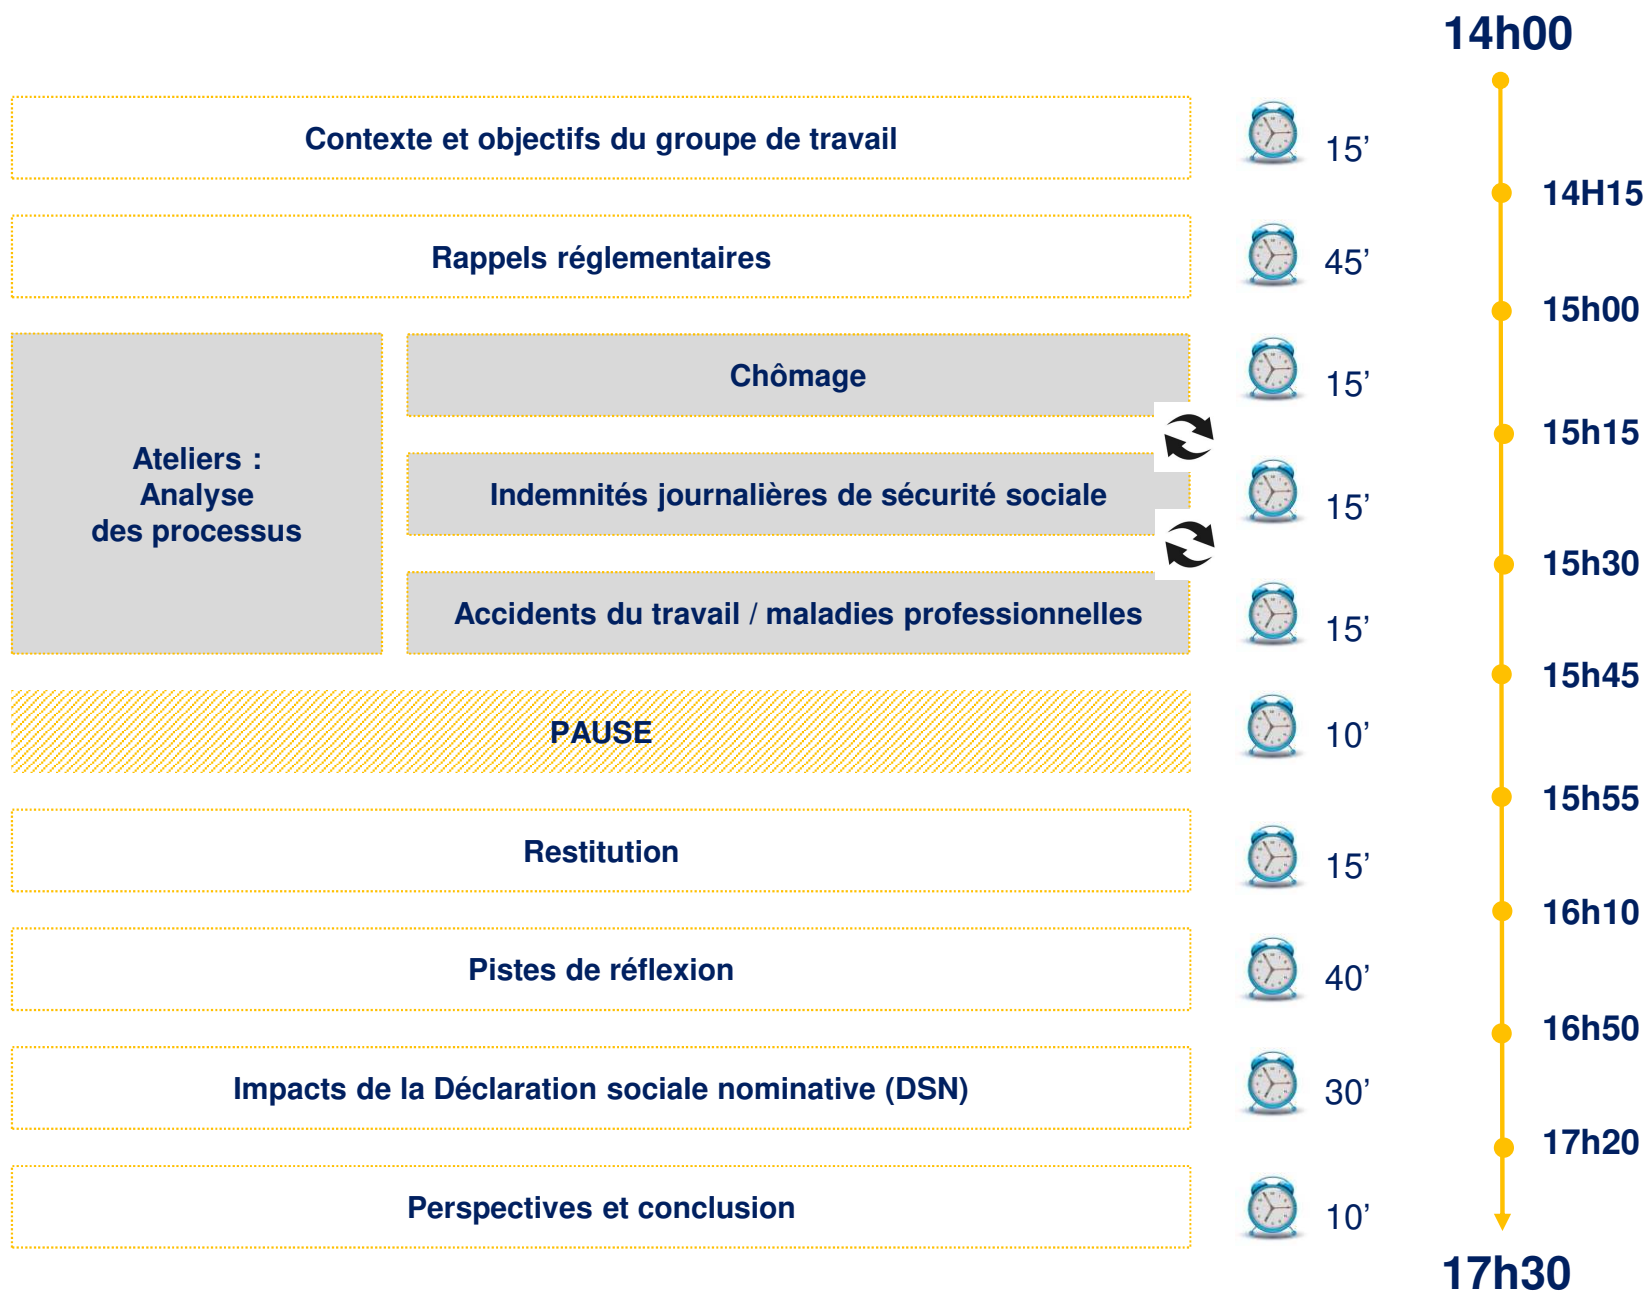 14h00
Contexte et objectifs du groupe de travail
15’
14H15
Rappels réglementaires
45’
15h00
Ateliers :
Analyse
des processus
Chômage
15’
15h15
Indemnités journalières de sécurité sociale
15’
15h30
Accidents du travail / maladies professionnelles
15’
15h45
PAUSE
10’
15h55
Restitution
15’
16h10
Pistes de réflexion
40’
16h50
Impacts de la Déclaration sociale nominative (DSN)
30’
17h20
Perspectives et conclusion
10’
17h30